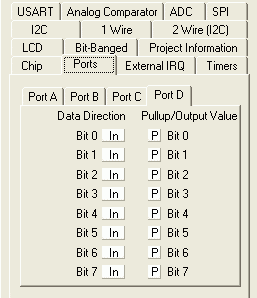 USART Analog Comparator ADC SPI
I2C 1 Wire 2 Wire (I2C)
LCD Bit-Banged Project Information
Chip Ports External IRQ Timers
Port A Port B Port C Port D
Data Direction Pullup/Output Value
Bit 0 In P Bit 0
Bit 1 In P Bit 1
Bit 2 In P Bit 2
Bit 3 In P Bit 3
Bit 4 In P Bit 4
Bit 5 In P Bit 5
Bit 6 In P Bit 6
Bit 7 In P Bit 7